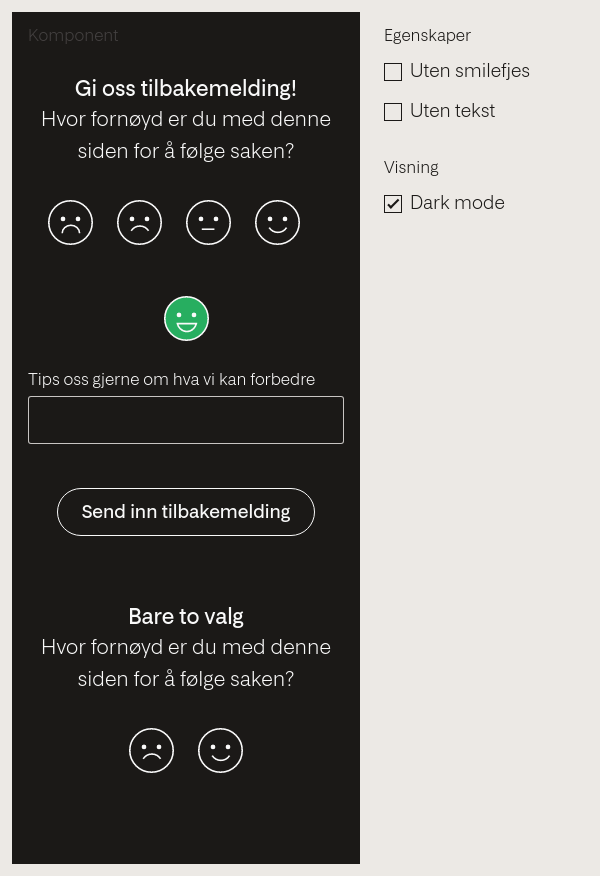 Komponent
Gi oss tilbakemelding!
Hvor fornøyd er du med denne
siden for å følge saken?
Tips oss gjerne om hva vi kan forbedre
Send inn tilbakemelding
Bare to valg
Hvor fornøyd er du med denne
siden for å følge saken?
Egenskaper
Uten smilefjes
Uten tekst
Visning
Dark mode